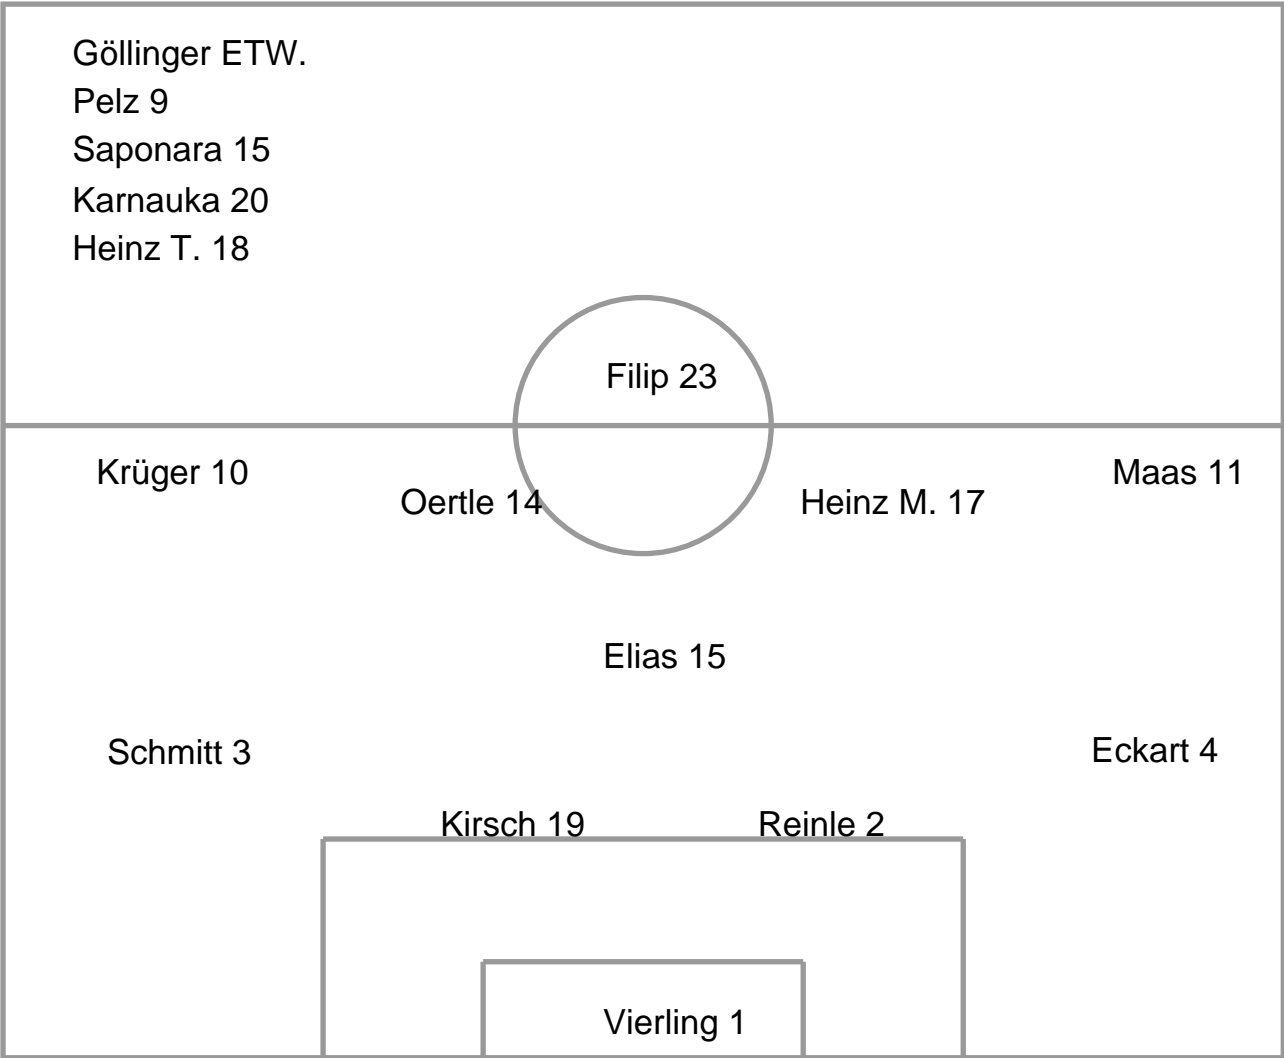 Göllinger ETW.
Pelz 9
Saponara 15
Karnauka 20
Heinz T. 18
Filip 23
Krüger 10
Maas 11
Oertle 14
Heinz M. 17
Elias 15
Schmitt 3
Eckart 4
Kirsch 19
Reinle 2
Vierling 1